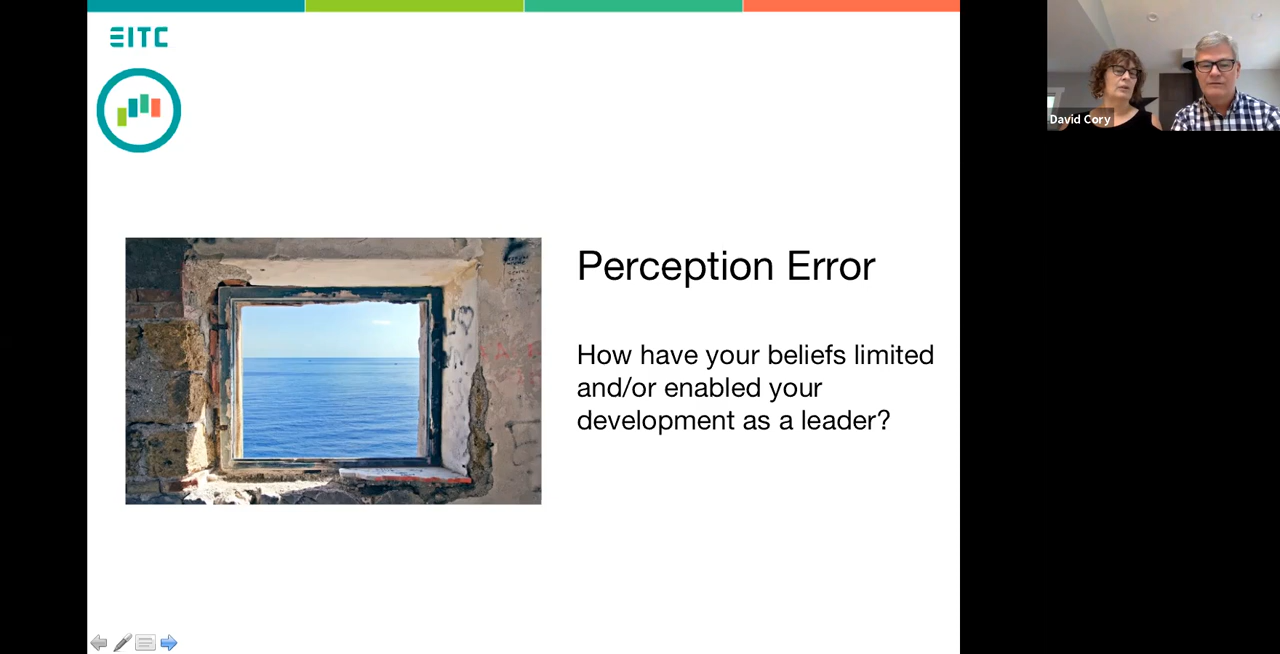 EITC
David Cory
Perception Error
How have your beliefs limited
and/or enabled your
development as a leader?